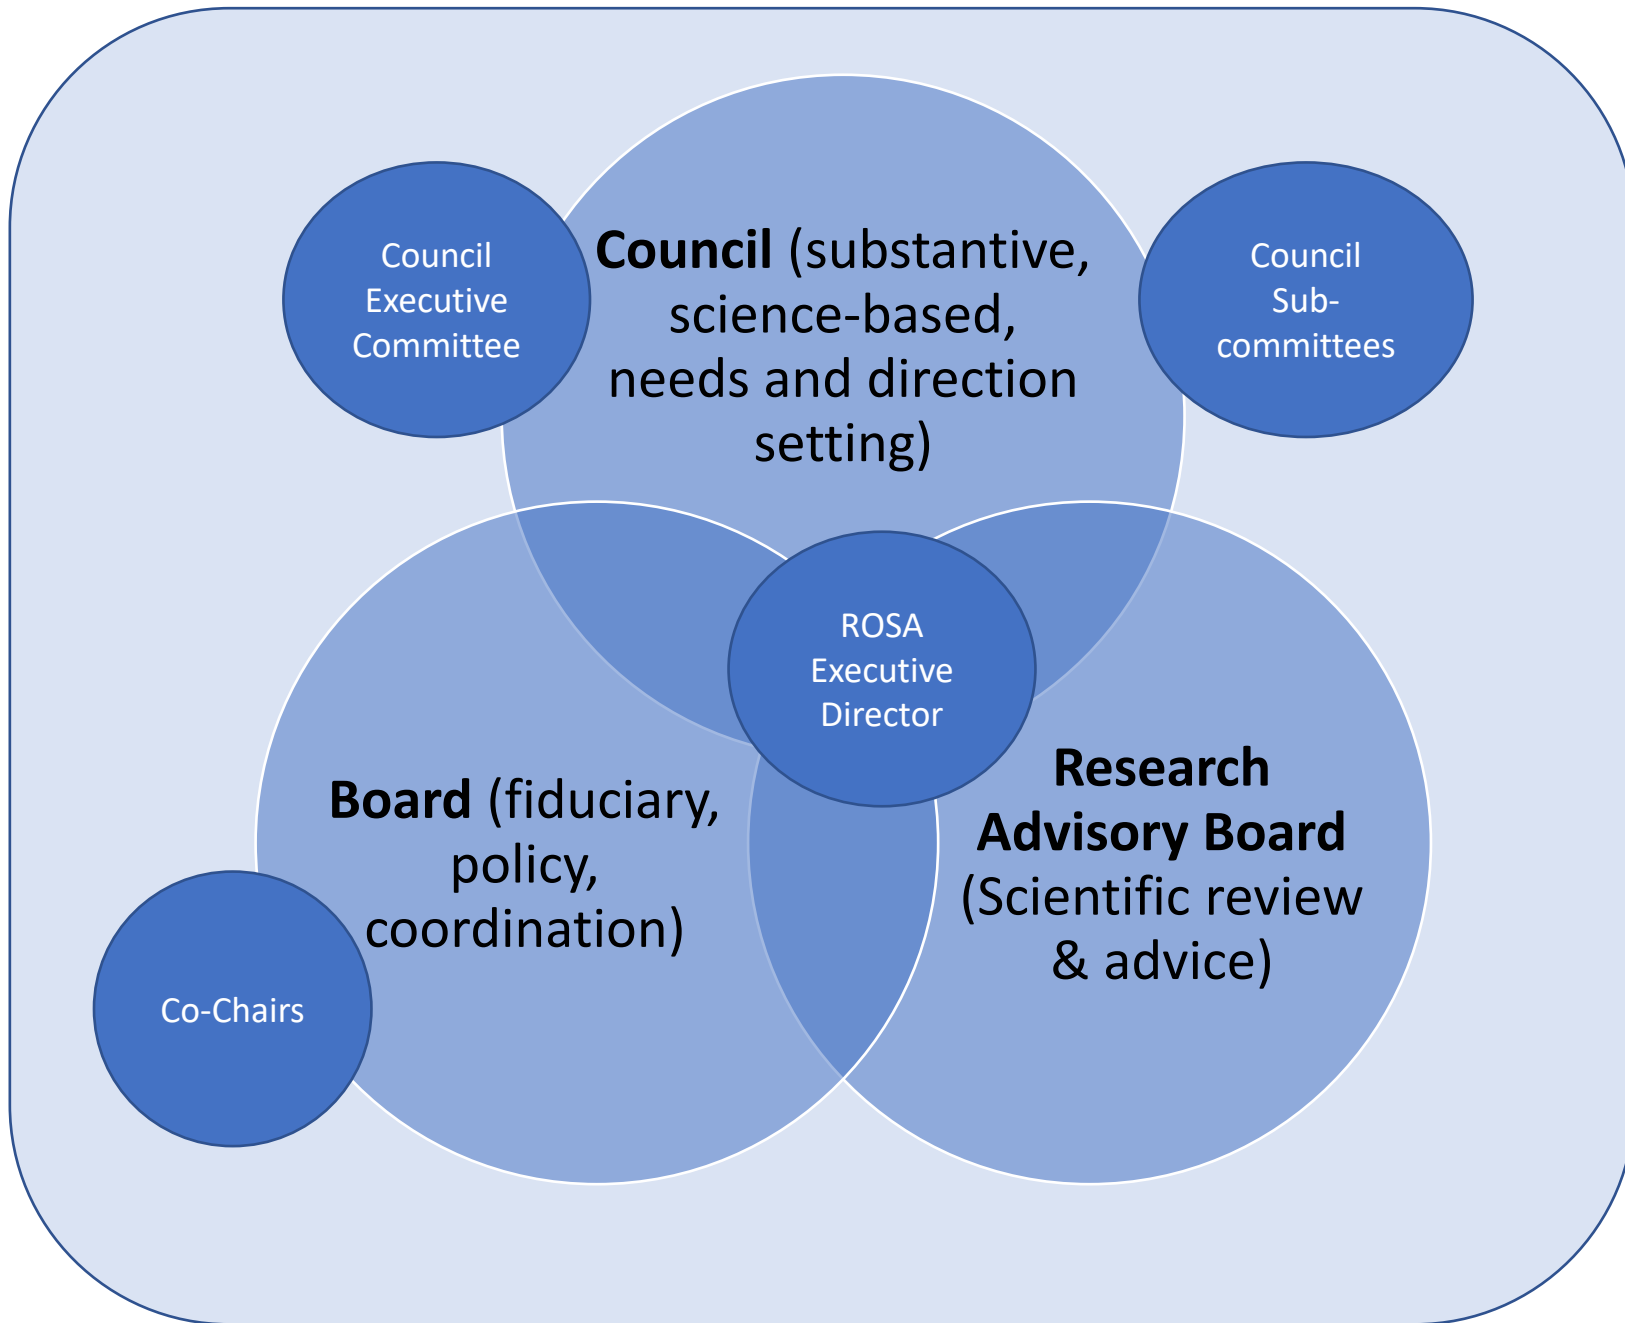 Council
Executive
Committee
Council (substantive,
science-based,
needs and direction
setting)
Council
Sub-
committees
ROSA
Executive
Director
Board (fiduciary,
policy,
coordination)
Research
Advisory Board
(Scientific review
& advice)
Co-Chairs